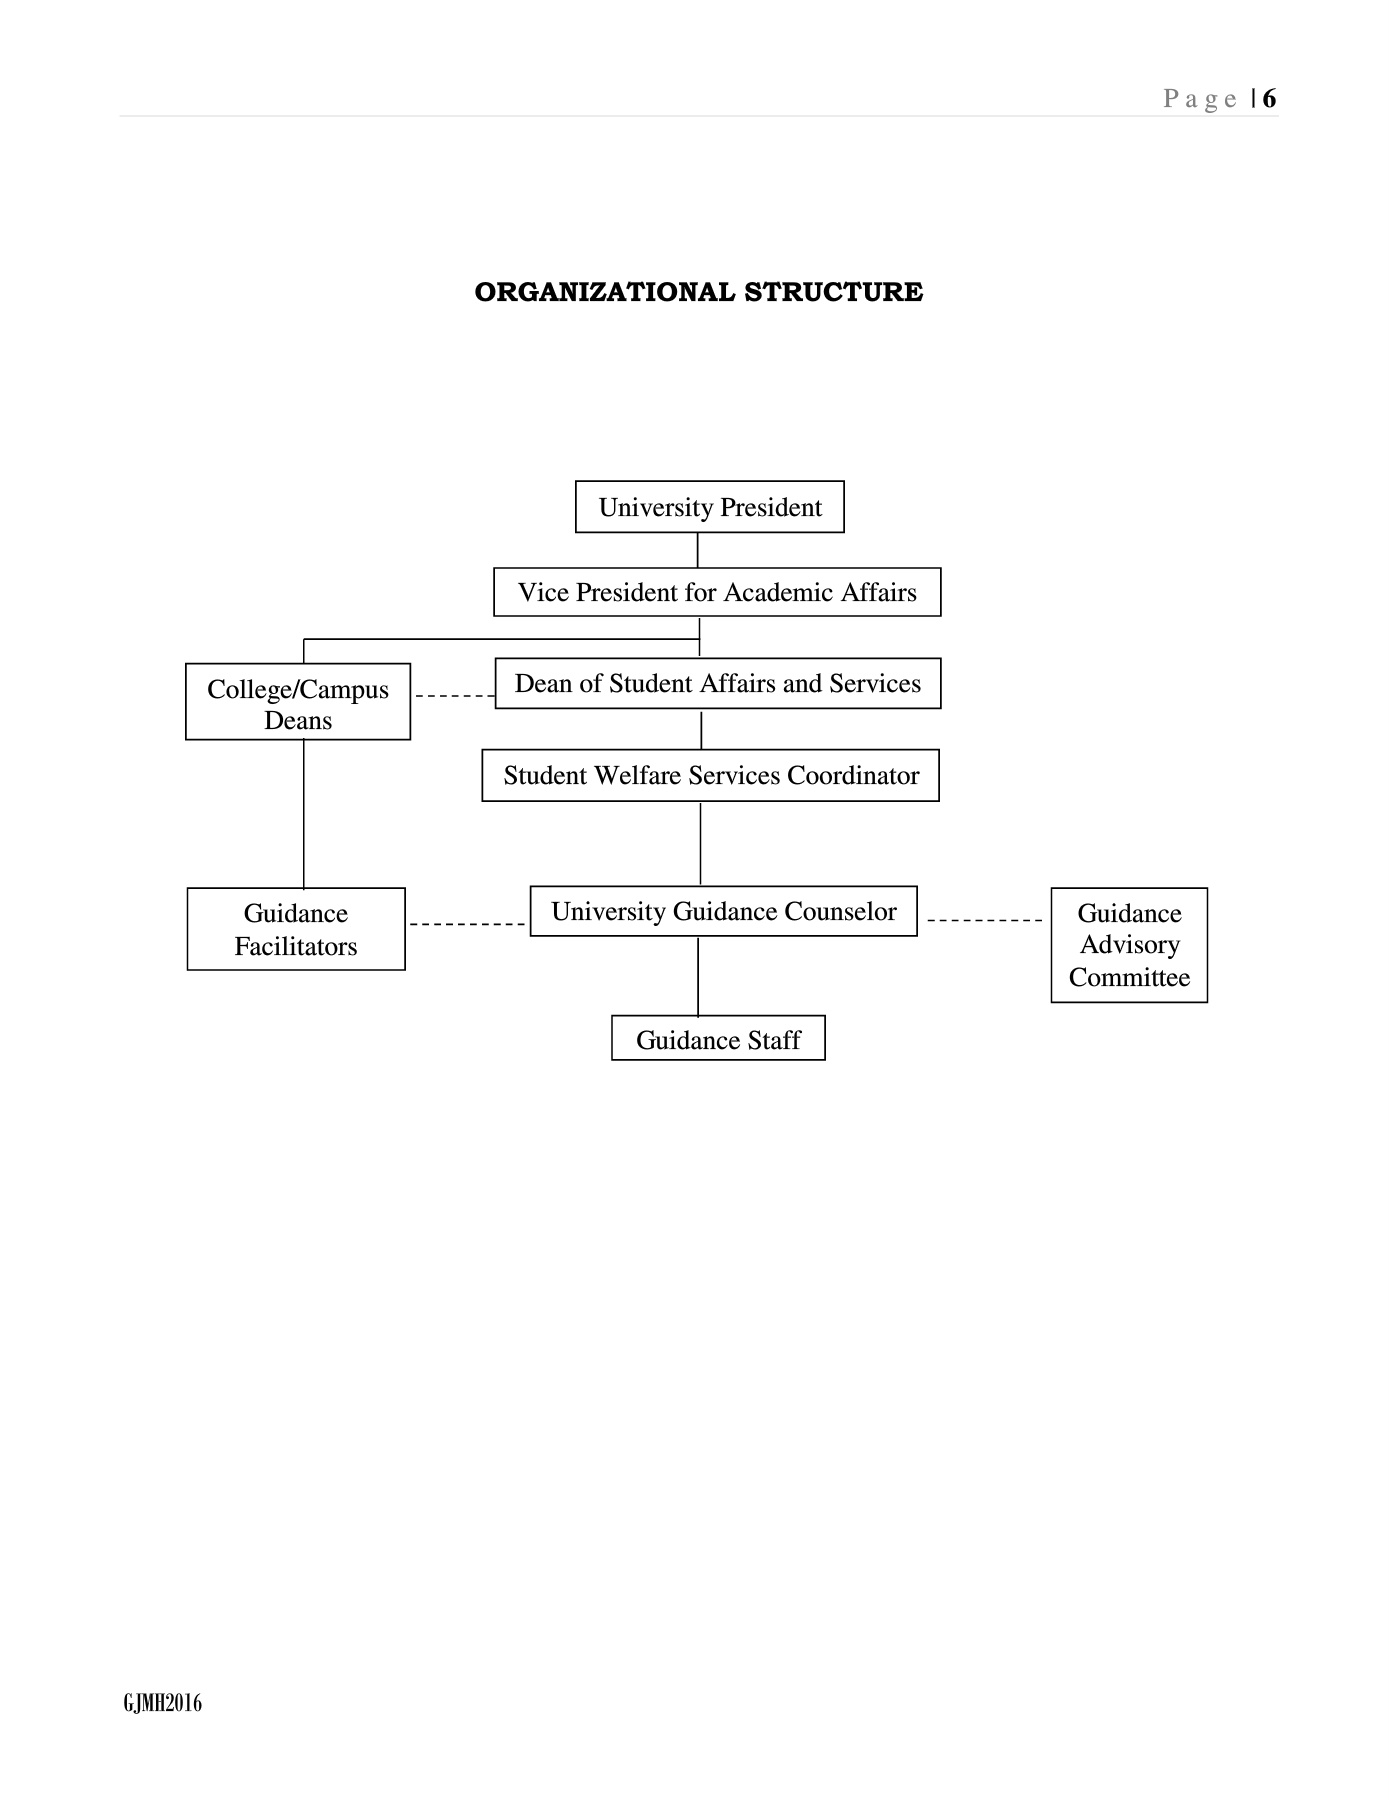 Page | 6
ORGANIZATIONAL STRUCTURE
University President
Vice President for Academic Affairs
College/Campus
Deans
Dean of Student Affairs and Services
Student Welfare Services Coordinator
Guidance
Facilitators
University Guidance Counselor
Guidance
Advisory
Committee
Guidance Staff
GJMH2016